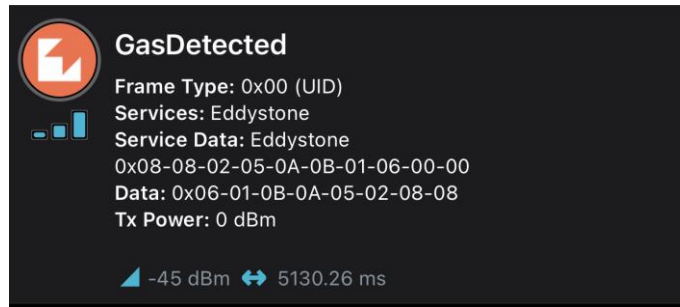 GasDetected
Frame Type: 0x00 (UID)
Services: Eddystone
Service Data: Eddystone
0x08-08-02-05-0A-0B-01-06-00-00
Data: 0x06-01-0B-0A-05-02-08-08
Tx Power: 0 dBm
-45 dBm 5130.26 ms